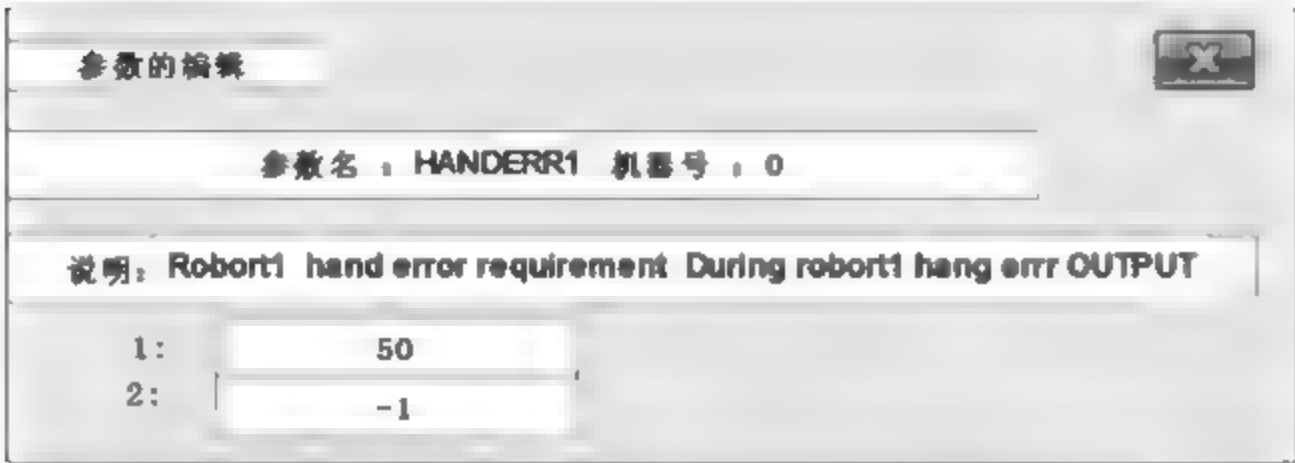 参数的编辑
X
参数名：HANDERR1 机器号：0
说明：Robort1 hand error requirement During robort1 hang errr OUTPUT
1: 50
2: -1